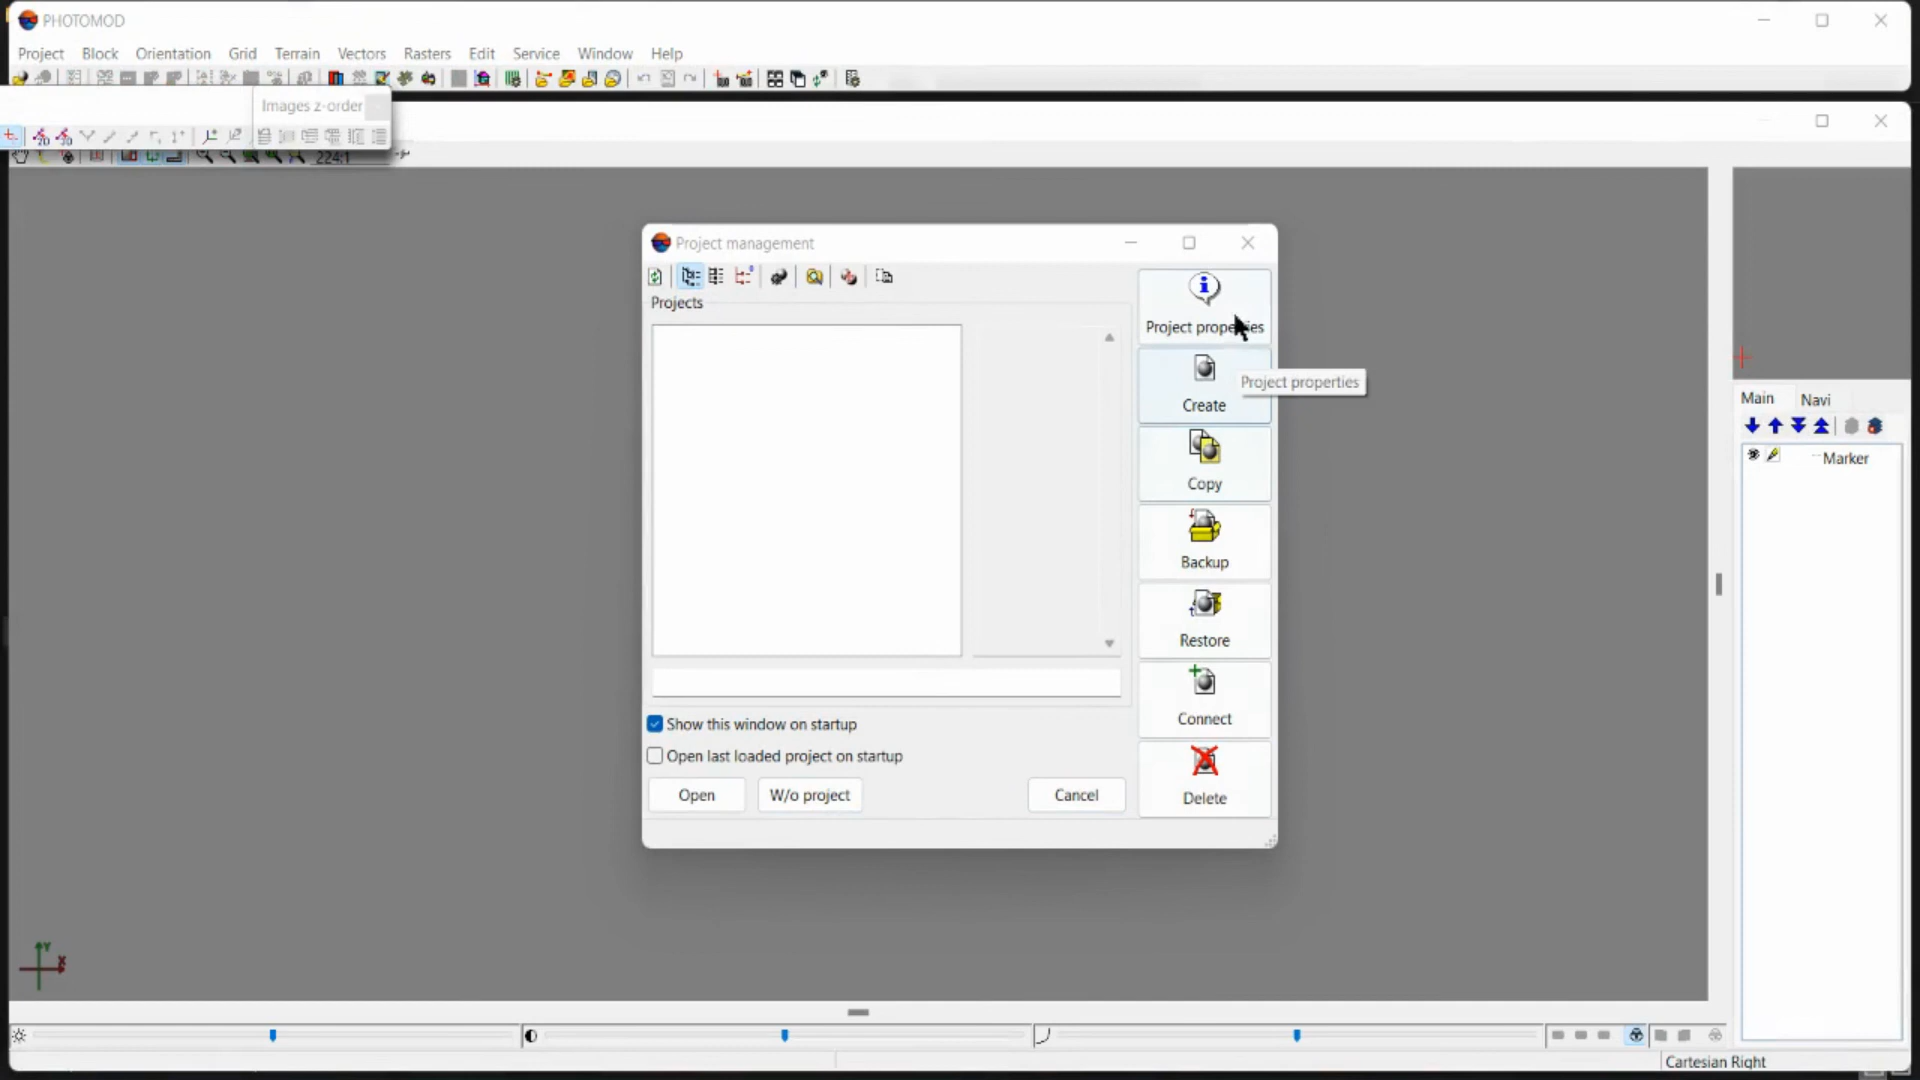 PHOTOMOD
Project Block Orientation Grid Terrain Vectors Rasters Edit Service Window Help
Images z-order
224:1
Project management
Projects
Project properties
Project properties
Create
Copy
Backup
Restore
Connect
Delete
Show this window on startup
Open last loaded project on startup
Open W/o project Cancel
Main Navi
Marker
Y
X
Cartesian Right